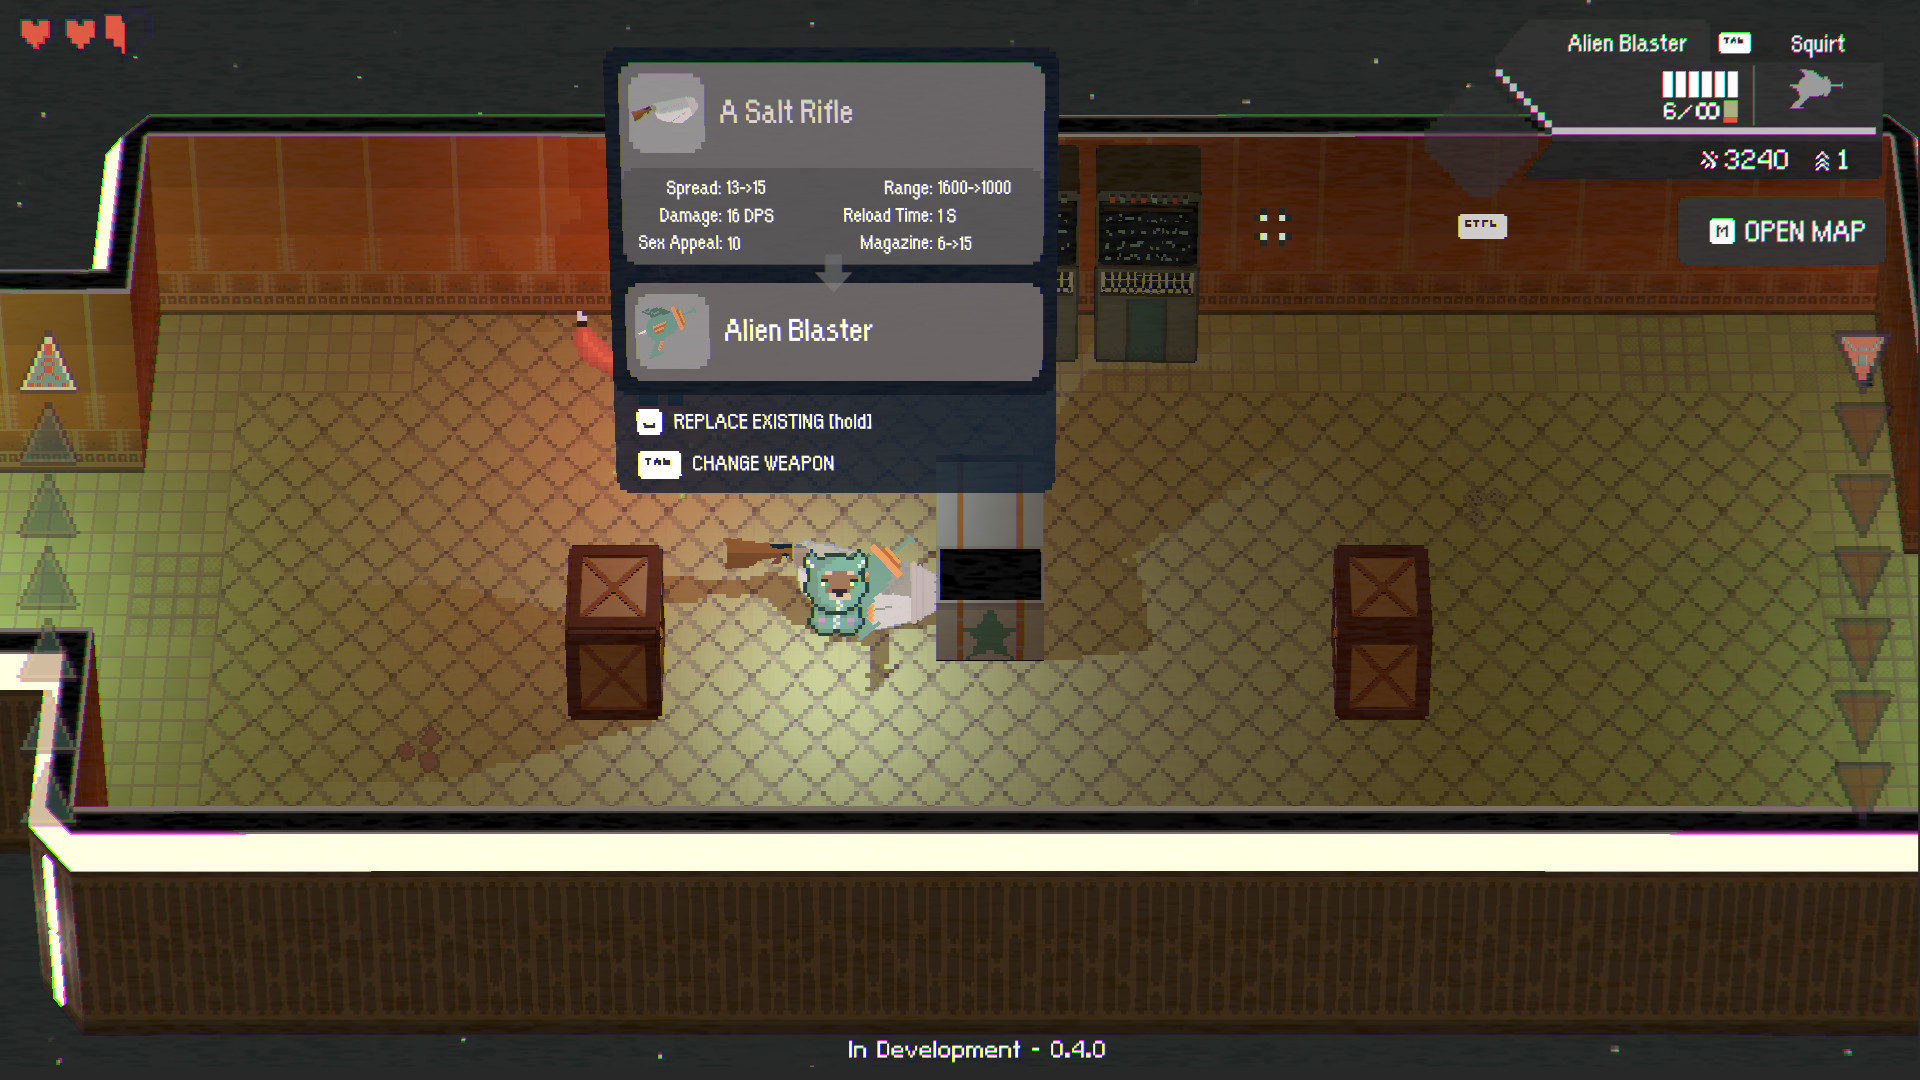 Alien Blaster TAB Squirt
6/∞
3240 1
CTRL
M OPEN MAP
A Salt Rifle
Spread: 13->15 Range: 1600->1000
Damage: 16 DPS Reload Time: 1 S
Sex Appeal: 10 Magazine: 6->15
Alien Blaster
REPLACE EXISTING [hold]
TAB CHANGE WEAPON
In Development - 0.4.0